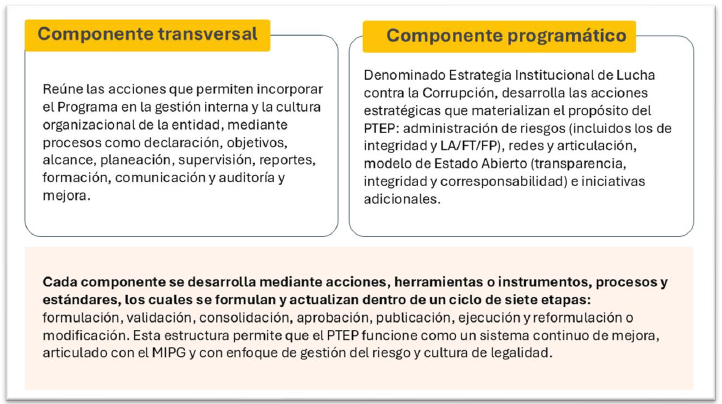 Componente transversal
Reúne las acciones que permiten incorporar
el Programa en la gestión interna y la cultura
organizacional de la entidad, mediante
procesos como declaración, objetivos,
alcance, planeación, supervisión, reportes,
formación, comunicación y auditoría y
mejora.
Componente programático
Denominado Estrategia Institucional de Lucha
contra la Corrupción, desarrolla las acciones
estratégicas que materializan el propósito del
PTEP: administración de riesgos (incluidos los de
integridad y LA/FT/FP), redes y articulación,
modelo de Estado Abierto (transparencia,
integridad y corresponsabilidad) e iniciativas
adicionales.
Cada componente se desarrolla mediante acciones, herramientas o instrumentos, procesos y
estándares, los cuales se formulan y actualizan dentro de un ciclo de siete etapas:
formulación, validación, consolidación, aprobación, publicación, ejecución y reformulación o
modificación. Esta estructura permite que el PTEP funcione como un sistema continuo de mejora,
articulado con el MIPG y con enfoque de gestión del riesgo y cultura de legalidad.